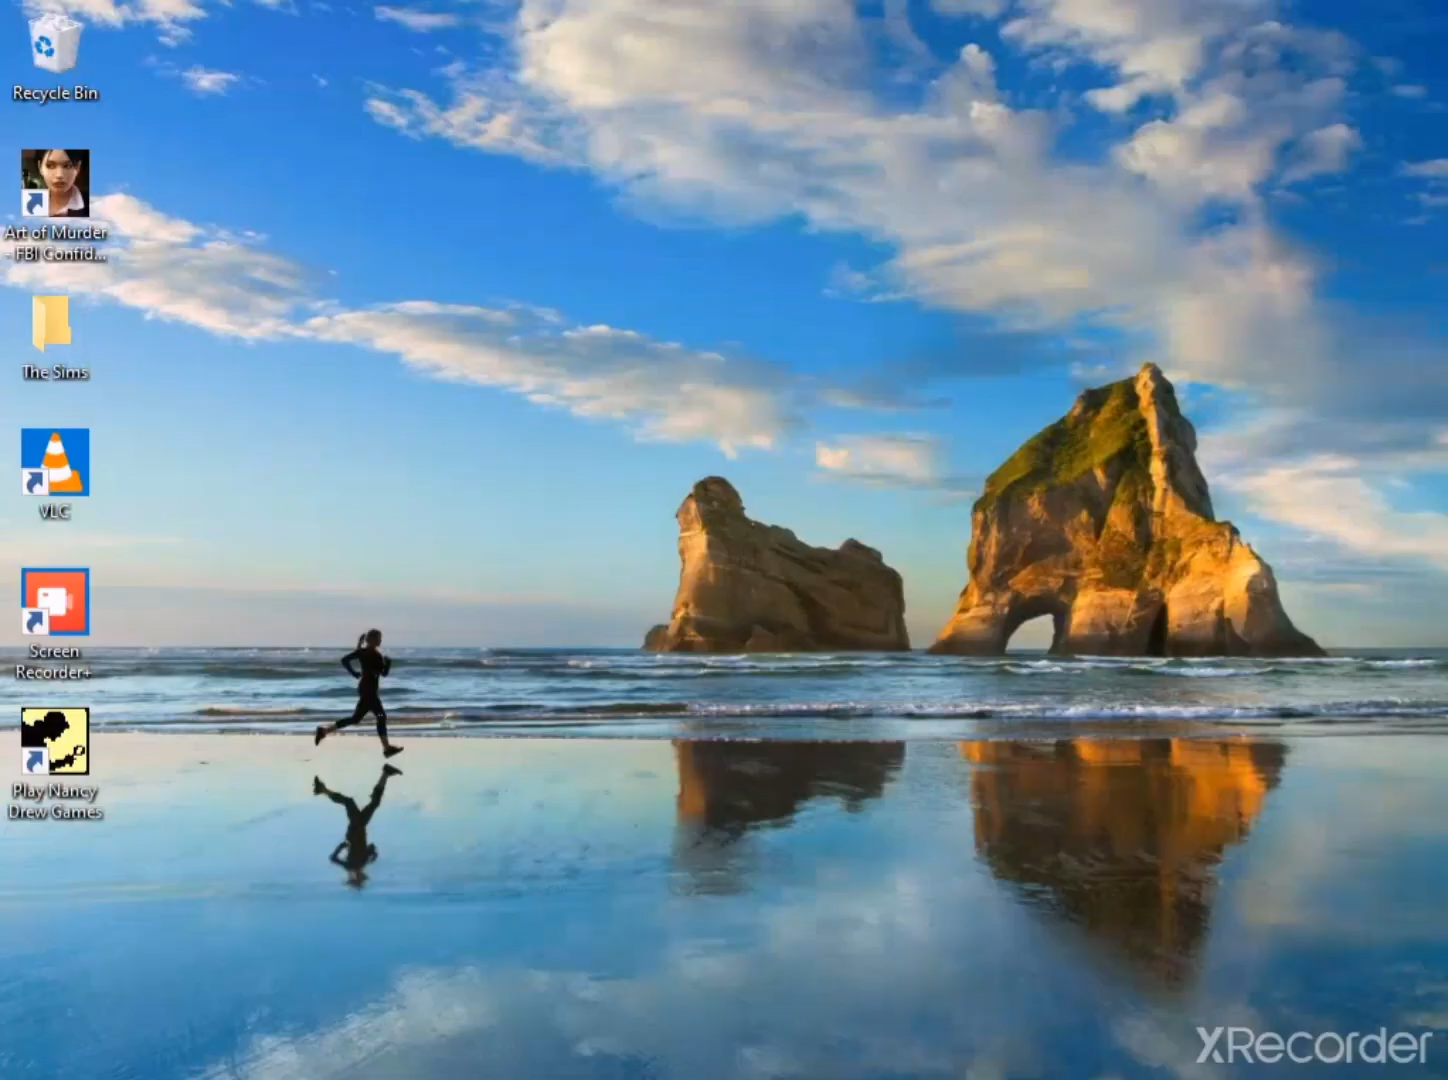 Recycle Bin
Art of Murder
- FBI Confid...
The Sims
VLC
Screen
Recorder+
Play Nancy
Drew Games
XRecorder